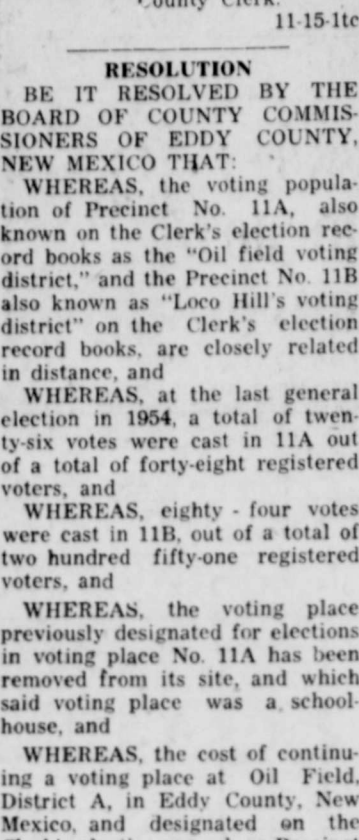 County Clerk.
11-15-1tc
RESOLUTION
BE IT RESOLVED BY THE
BOARD OF COUNTY COMMIS-
SIONERS OF EDDY COUNTY,
NEW MEXICO THAT:
WHEREAS, the voting popula-
tion of Precinct No. 11A, also
known on the Clerk's election rec-
ord books as the "Oil field voting
district," and the Precinct No. 11B
also known as "Loco Hill's voting
district" on the Clerk's election
record books, are closely related
in distance, and
WHEREAS, at the last general
election in 1954, a total of twen-
ty-six votes were cast in 11A out
of a total of forty-eight registered
voters, and
WHEREAS, eighty - four votes
were cast in 11B, out of a total of
two hundred fifty-one registered
voters, and
WHEREAS, the voting place
previously designated for elections
in voting place No. 11A has been
removed from its site, and which
said voting place was a school-
house, and
WHEREAS, the cost of continu-
ing a voting place at Oil Field,
District A, in Eddy County, New
Mexico, and designated on the